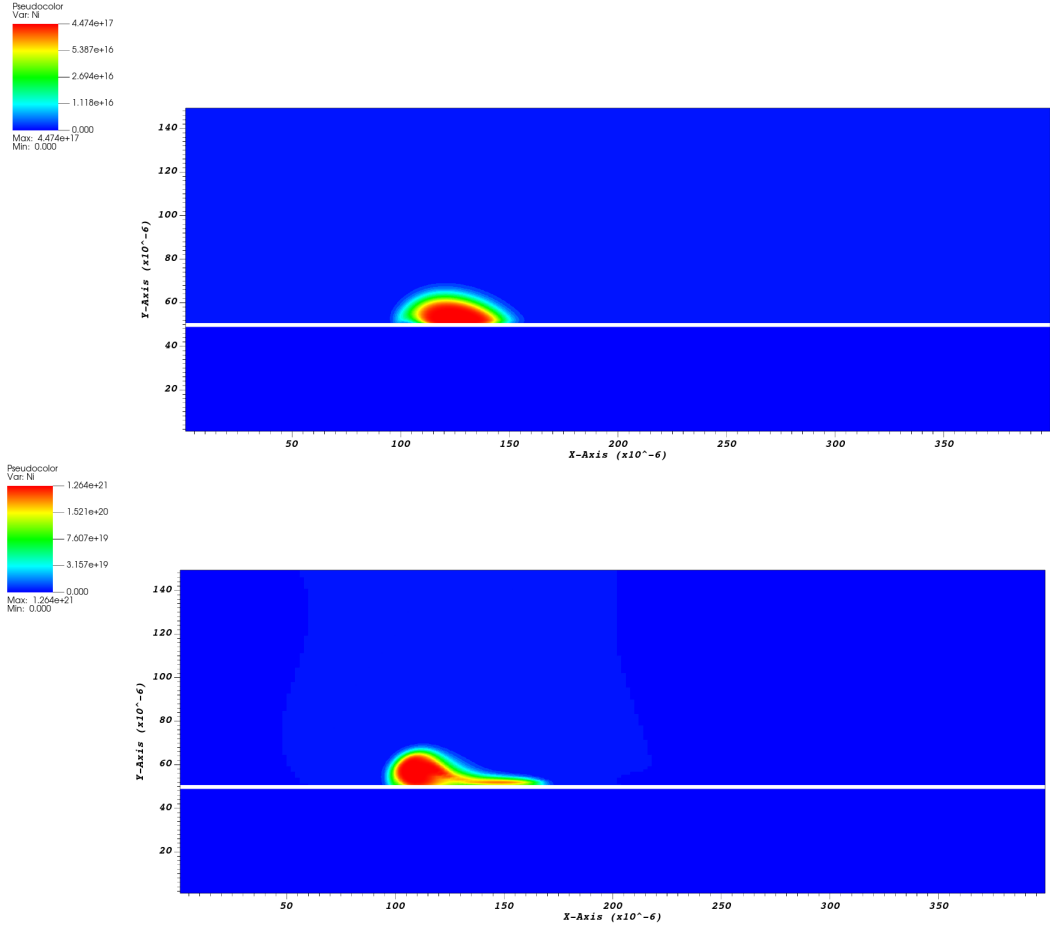 Pseudocolor
Var: Ni
4.474e+17
5.387e+16
2.694e+16
1.118e+16
0.000
Max: 4.474e+17
Min: 0.000
140
120
100
80
60
40
20
Y-Axis (x10^-6)
50 100 150 200 250 300 350
X-Axis (x10^-6)
Pseudocolor
Var: Ni
1.264e+21
1.521e+20
7.607e+19
3.157e+19
0.000
Max: 1.264e+21
Min: 0.000
140
120
100
80
60
40
20
Y-Axis (x10^-6)
50 100 150 200 250 300 350
X-Axis (x10^-6)